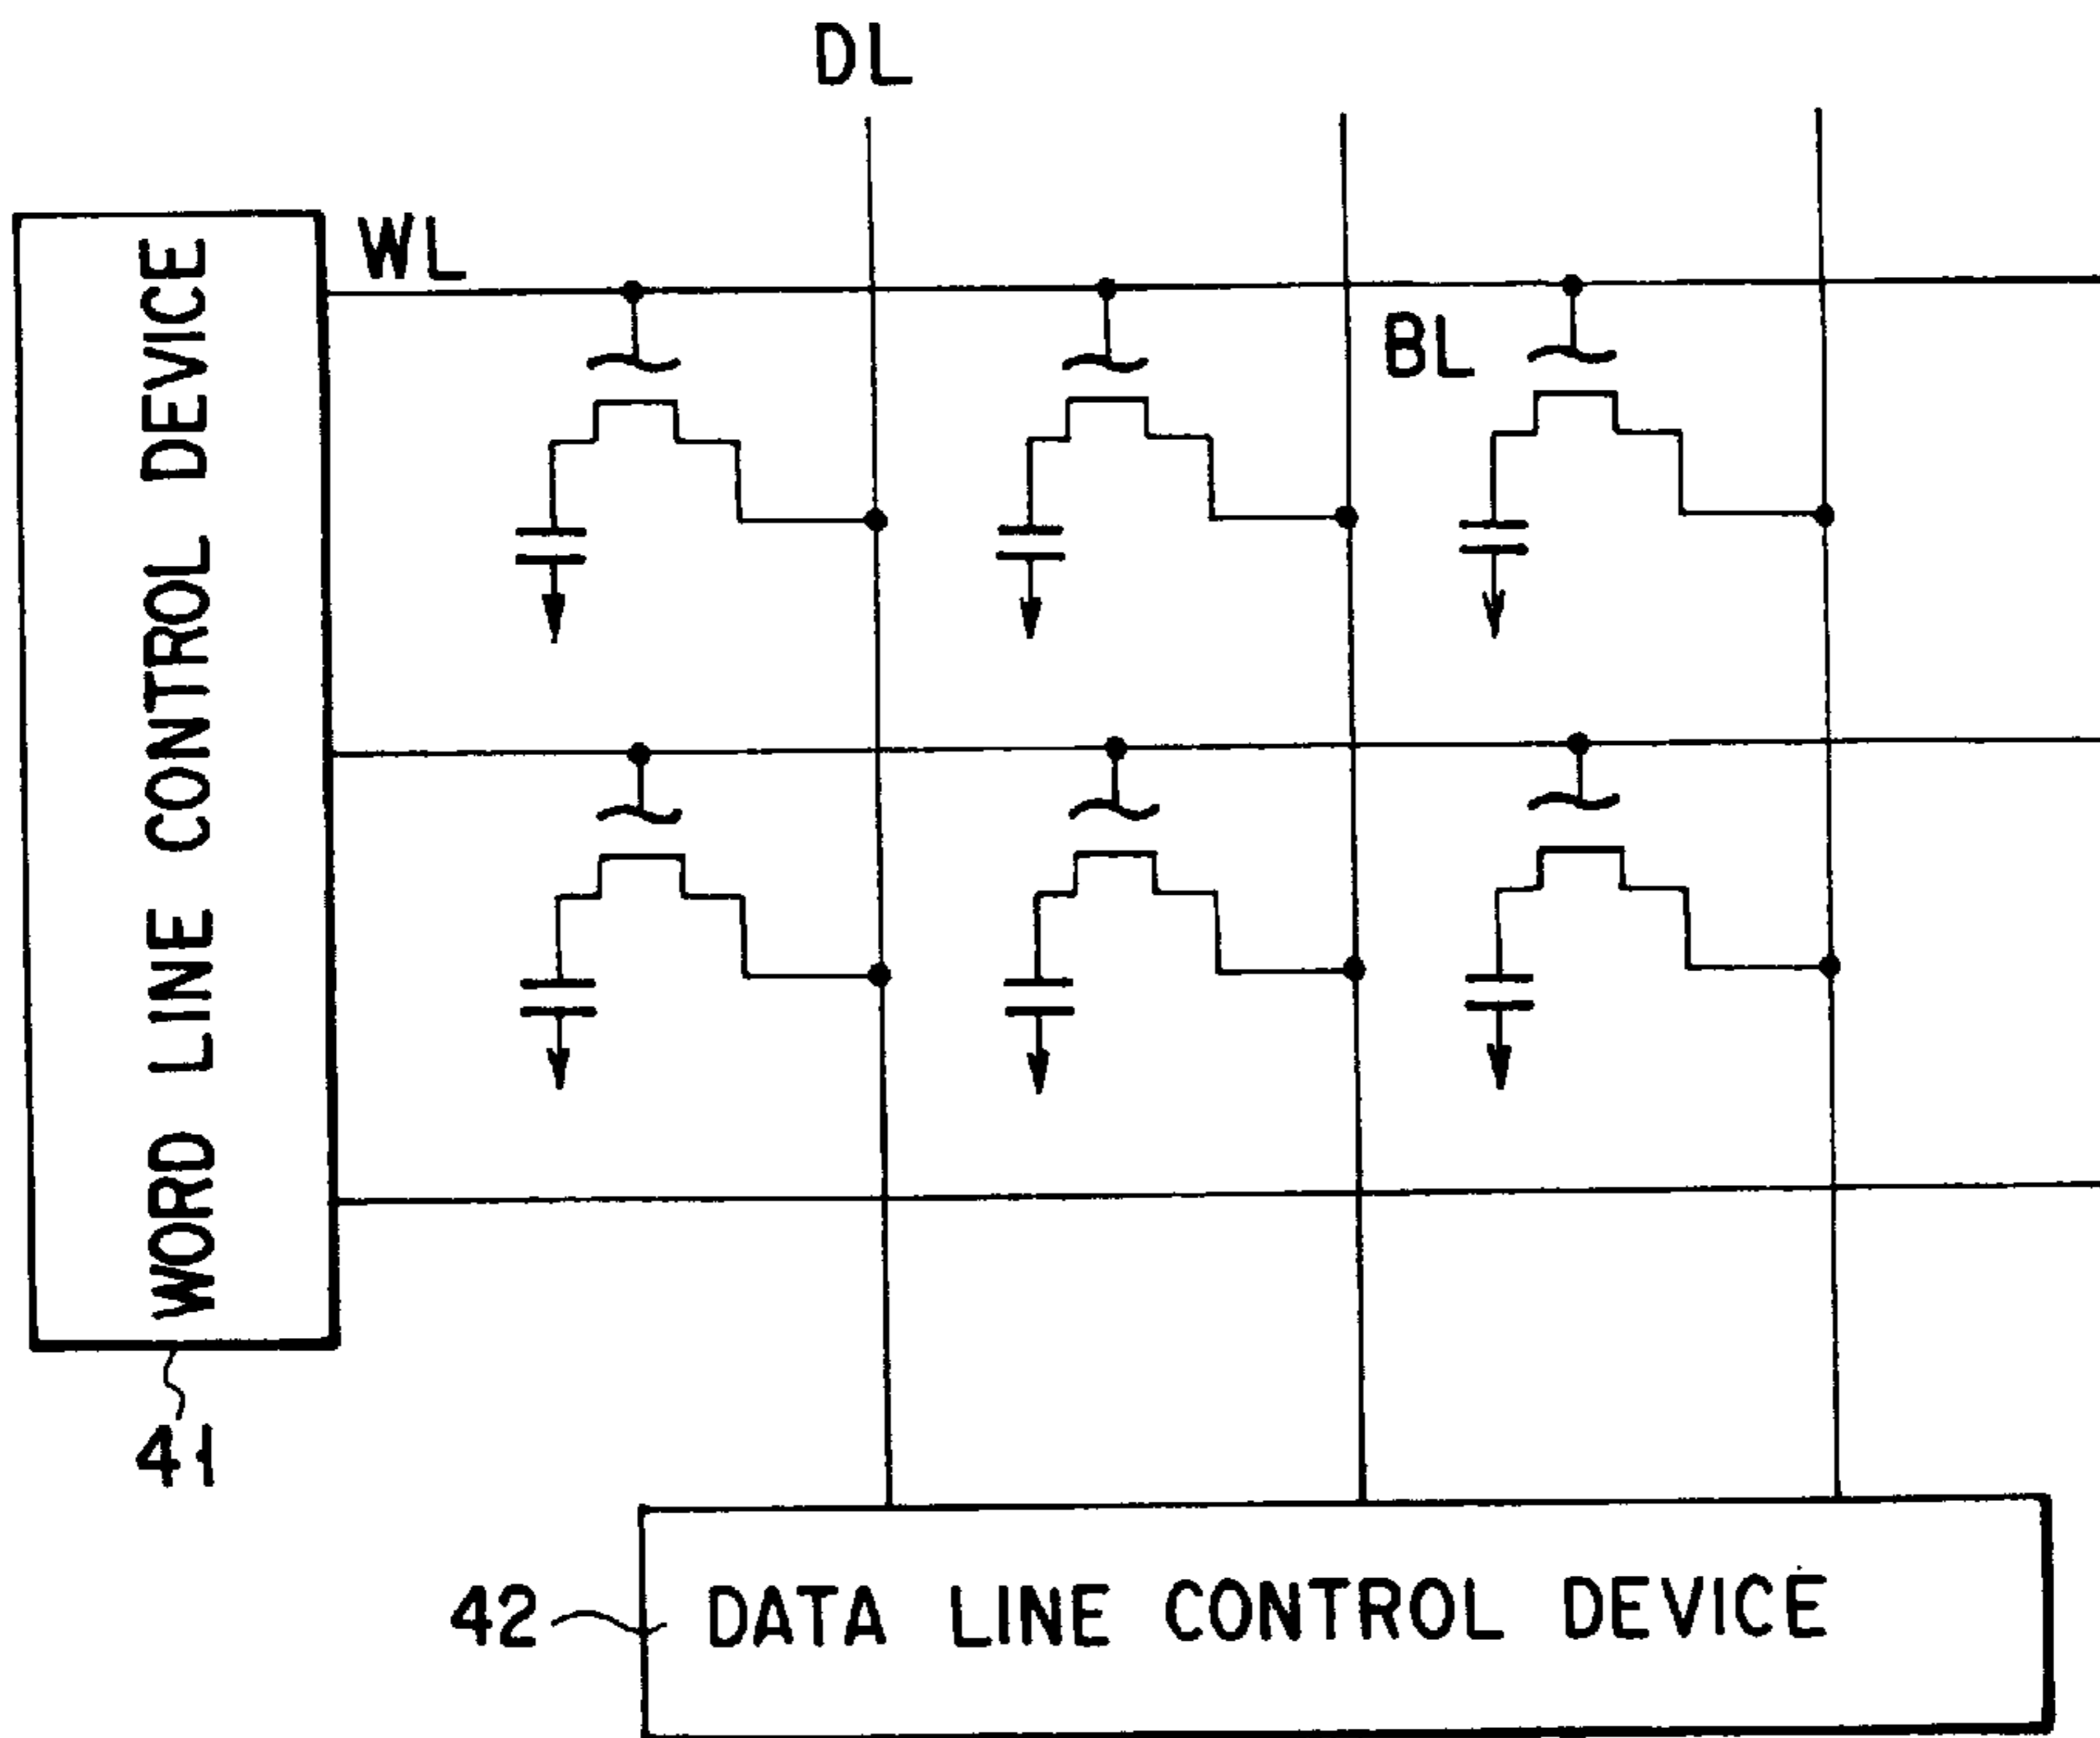 DL
WL
BL
WORD LINE CONTROL DEVICE
41
42
DATA LINE CONTROL DEVICE